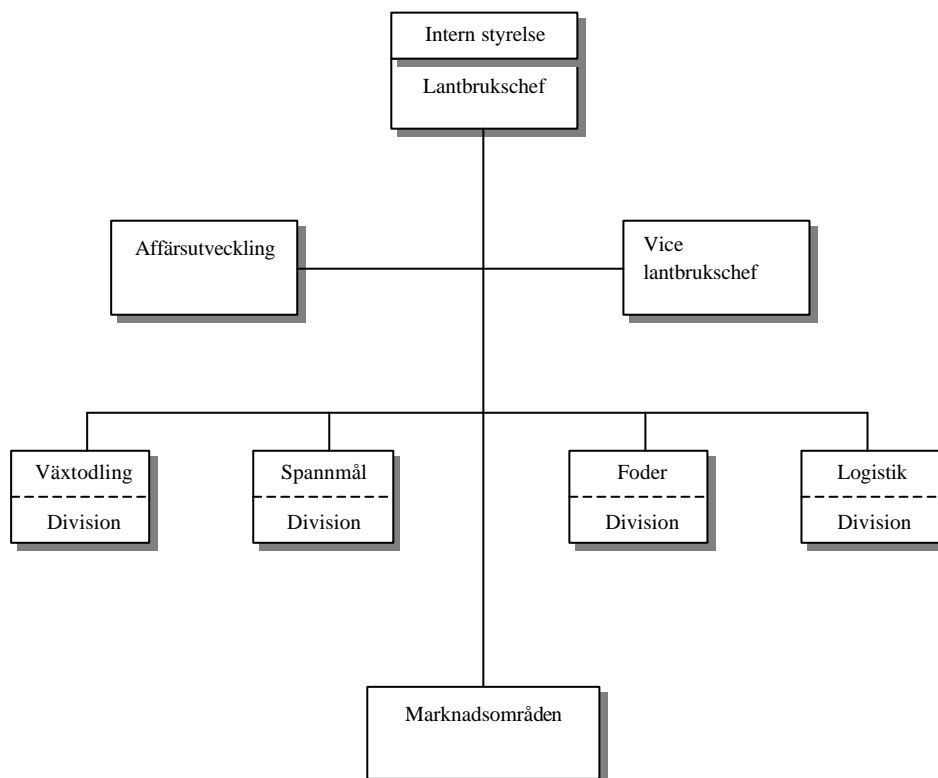 Intern styrelse
Lantbrukschef
Affärsutveckling
Vice
lantbrukschef
Växtodling
Division
Spannmål
Division
Foder
Division
Logistik
Division
Marknadsområden